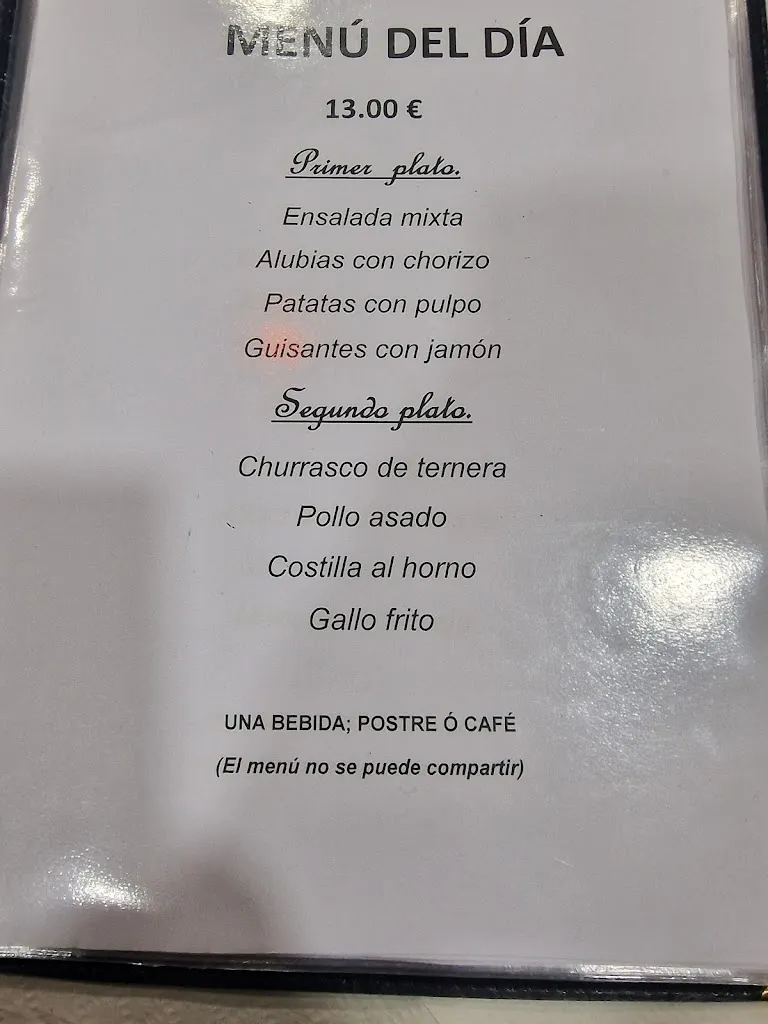 MENÚ DEL DÍA
13.00 €
Primer plato.
Ensalada mixta
Alubias con chorizo
Patatas con pulpo
Guisantes con jamón
Segundo plato.
Churrasco de ternera
Pollo asado
Costilla al horno
Gallo frito
UNA BEBIDA; POSTRE Ó CAFÉ
(El menú no se puede compartir)